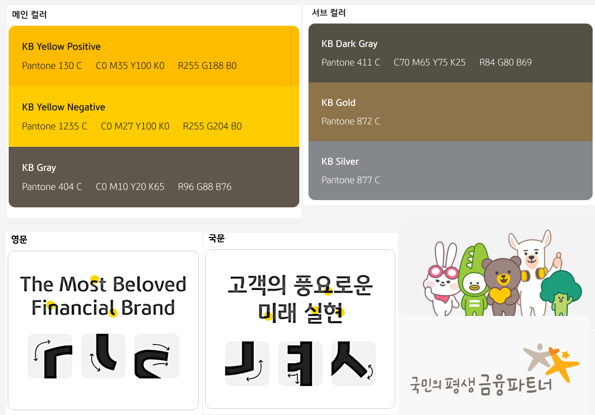 메인 컬러
KB Yellow Positive
Pantone 130 C C0 M35 Y100 K0 R255 G188 B0
KB Yellow Negative
Pantone 1235 C C0 M27 Y100 K0 R255 G204 B0
KB Gray
Pantone 404 C C0 M10 Y20 K65 R96 G88 B76
서브 컬러
KB Dark Gray
Pantone 411 C C70 M65 Y75 K25 R84 G80 B69
KB Gold
Pantone 872 C
KB Silver
Pantone 877 C
영문
The Most Beloved
Financial Brand
국문
고객의 풍요로운
미래 실현
국민의 평생 금융파트너